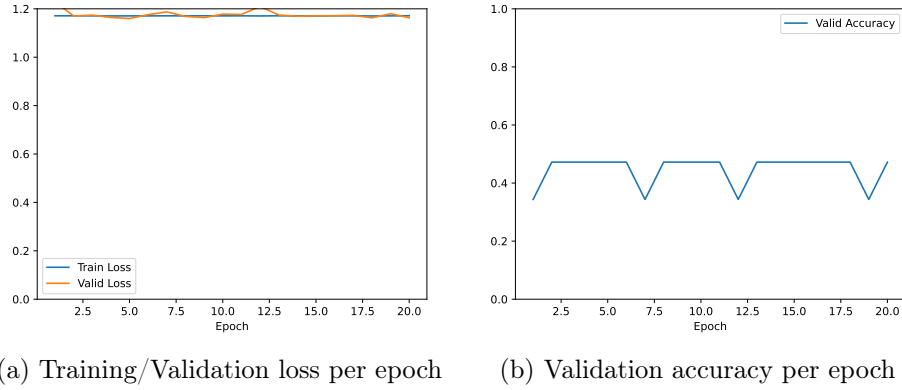 1.2
1.0
0.8
0.6
0.4
0.2
0.0
Train Loss
Valid Loss
2.5 5.0 7.5 10.0 12.5 15.0 17.5 20.0
Epoch
1.0
0.8
0.6
0.4
0.2
0.0
Valid Accuracy
2.5 5.0 7.5 10.0 12.5 15.0 17.5 20.0
Epoch
a) Training/Validation loss per epoch
(b) Validation accuracy per epoch